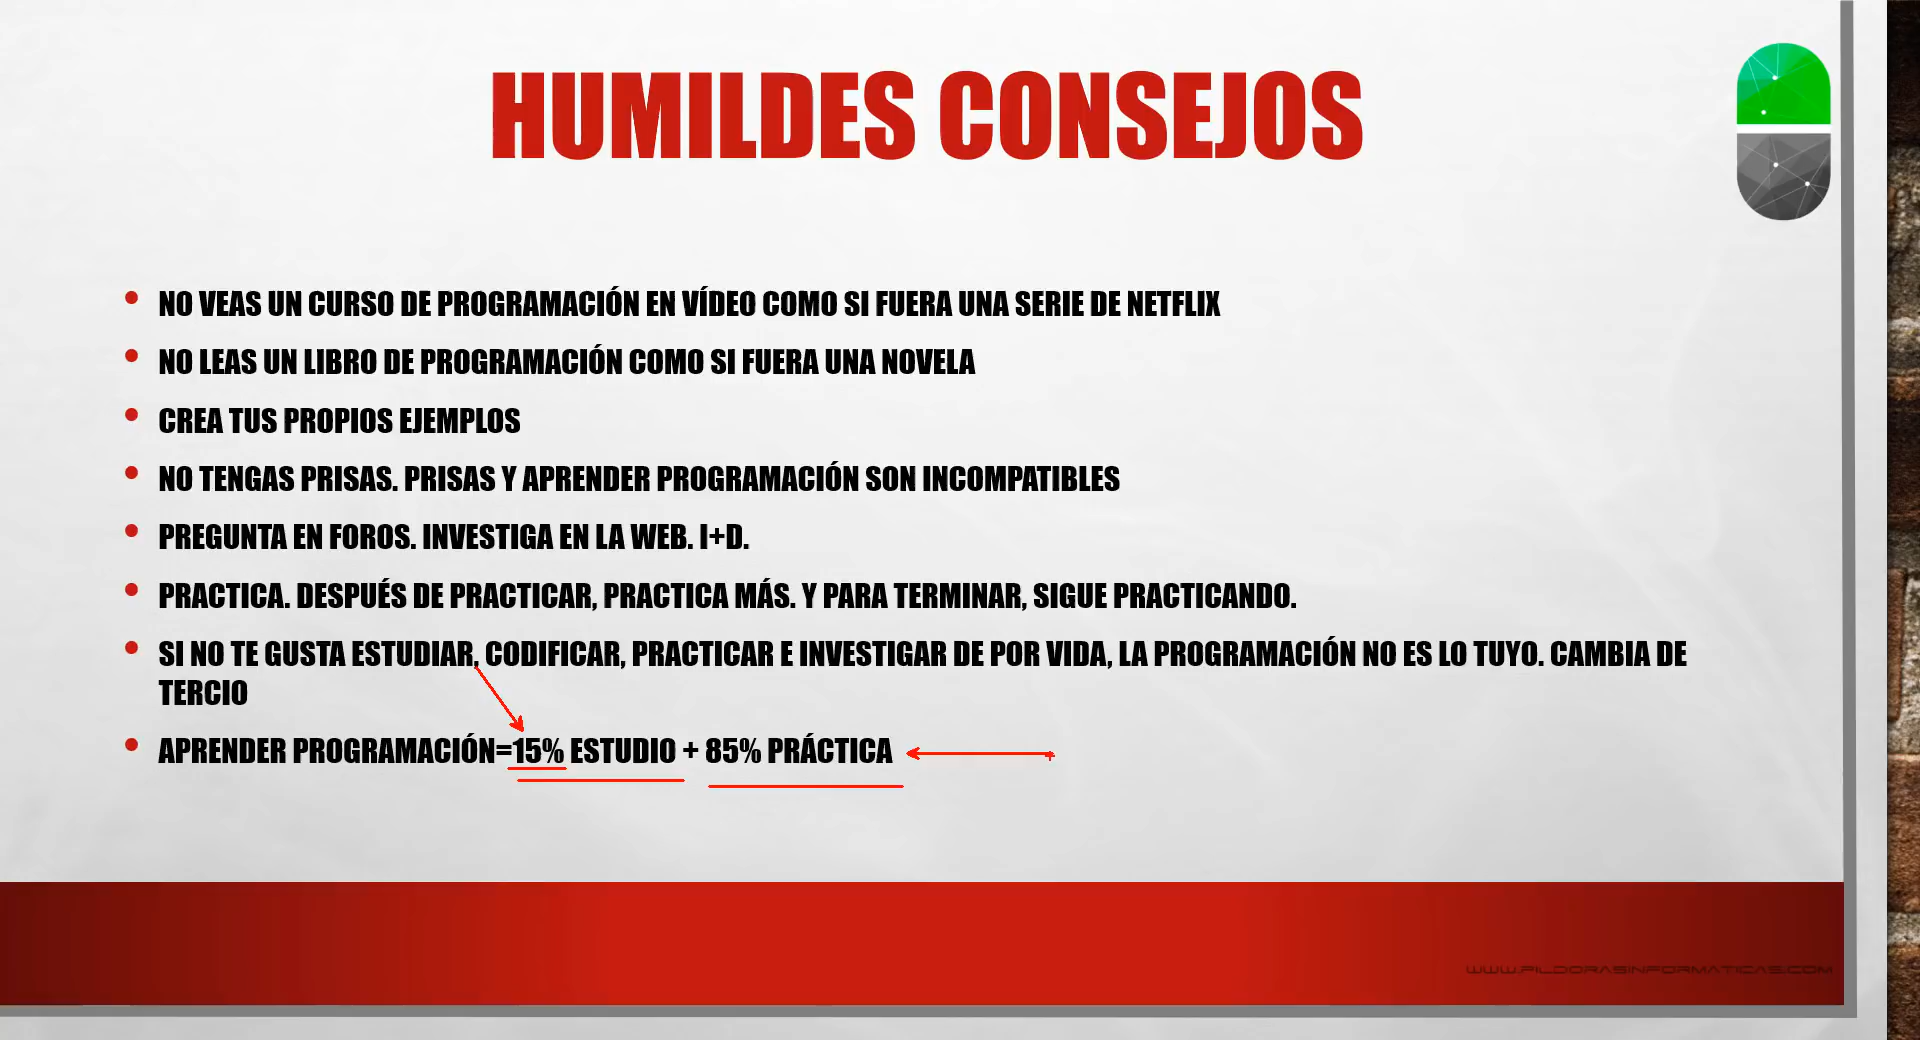 HUMILDES CONSEJOS
NO VEAS UN CURSO DE PROGRAMACIÓN EN VÍDEO COMO SI FUERA UNA SERIE DE NETFLIX
NO LEAS UN LIBRO DE PROGRAMACIÓN COMO SI FUERA UNA NOVELA
CREA TUS PROPIOS EJEMPLOS
NO TENGAS PRISAS. PRISAS Y APRENDER PROGRAMACIÓN SON INCOMPATIBLES
PREGUNTA EN FOROS. INVESTIGA EN LA WEB. I+D.
PRACTICA. DESPUÉS DE PRACTICAR, PRACTICA MÁS. Y PARA TERMINAR, SIGUE PRACTICANDO.
SI NO TE GUSTA ESTUDIAR, CODIFICAR, PRACTICAR E INVESTIGAR DE POR VIDA, LA PROGRAMACIÓN NO ES LO TUYO. CAMBIA DE
TERCIO
APRENDER PROGRAMACIÓN=15% ESTUDIO + 85% PRÁCTICA
WWW.PILDORASINFORMATICAS.COM